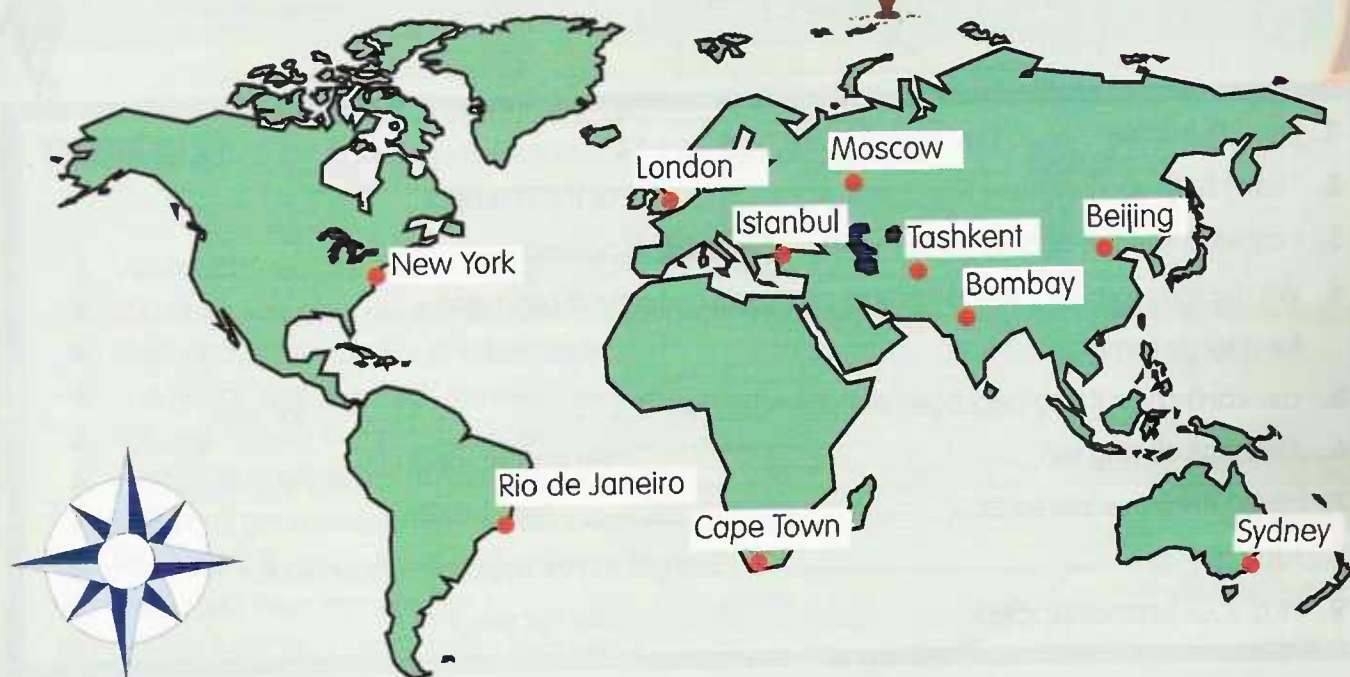 London
Moscow
Istanbul
Tashkent
Beijing
New York
Bombay
Rio de Janeiro
Cape Town
Sydney